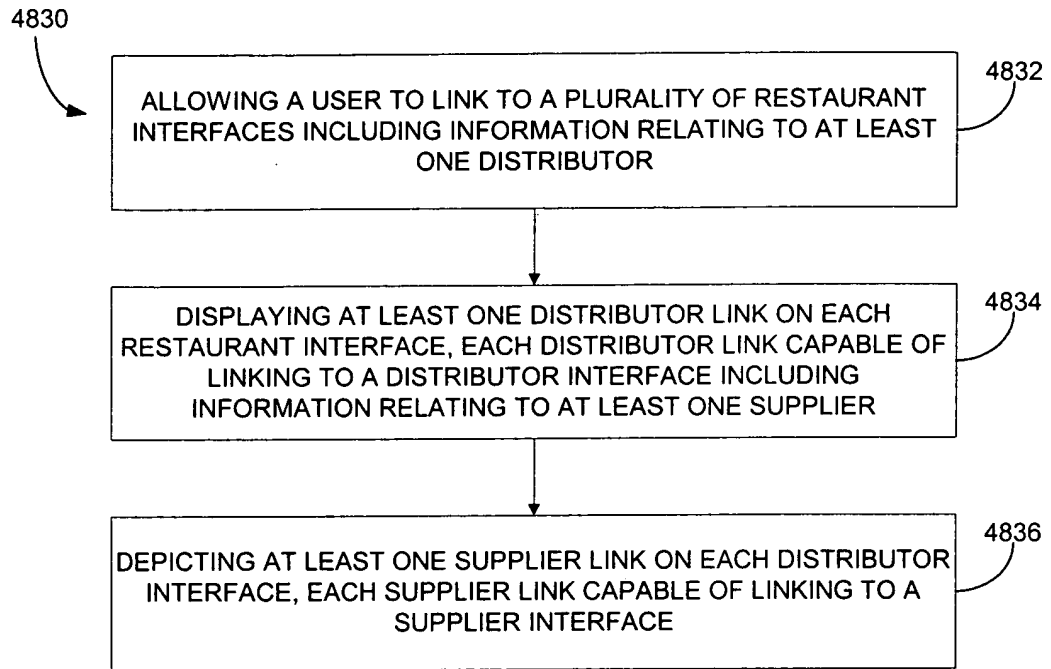 4830
4832
ALLOWING A USER TO LINK TO A PLURALITY OF RESTAURANT
INTERFACES INCLUDING INFORMATION RELATING TO AT LEAST
ONE DISTRIBUTOR
4834
DISPLAYING AT LEAST ONE DISTRIBUTOR LINK ON EACH
RESTAURANT INTERFACE, EACH DISTRIBUTOR LINK CAPABLE OF
LINKING TO A DISTRIBUTOR INTERFACE INCLUDING
INFORMATION RELATING TO AT LEAST ONE SUPPLIER
4836
DEPICTING AT LEAST ONE SUPPLIER LINK ON EACH DISTRIBUTOR
INTERFACE, EACH SUPPLIER LINK CAPABLE OF LINKING TO A
SUPPLIER INTERFACE